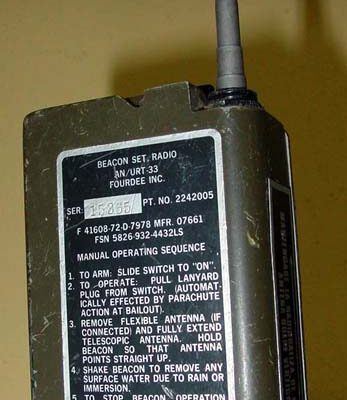 BEACON SET, RADIO
AN/URT-33
FOURDEE INC.
SER: 15835 PT. NO. 2242005
F 41608-72-D-7978 MFR. 07661
FSN 5826-932-4432LS
MANUAL OPERATING SEQUENCE
1. TO ARM: SLIDE SWITCH TO "ON"
2. TO OPERATE: PULL LANYARD
PLUG FROM SWITCH. (AUTOMAT-
ICALLY EFFECTED BY PARACHUTE
ACTION AT BAILOUT).
3. REMOVE FLEXIBLE ANTENNA (IF
CONNECTED) AND FULLY EXTEND
TELESCOPIC ANTENNA. HOLD
BEACON SO THAT ANTENNA
POINTS STRAIGHT UP.
4. SHAKE BEACON TO REMOVE ANY
SURFACE WATER DUE TO RAIN OR
IMMERSION.
5. TO STOP BEACON OPERATION